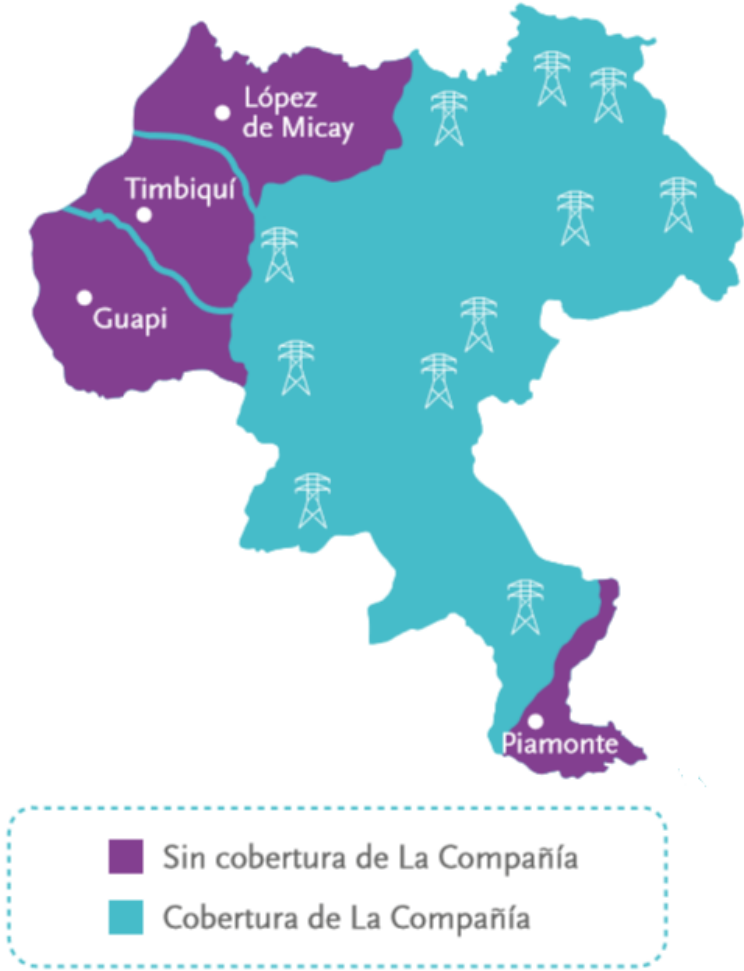 López
de Micay
Timbiquí
Guapi
Piamonte
Sin cobertura de La Compañía
Cobertura de La Compañía